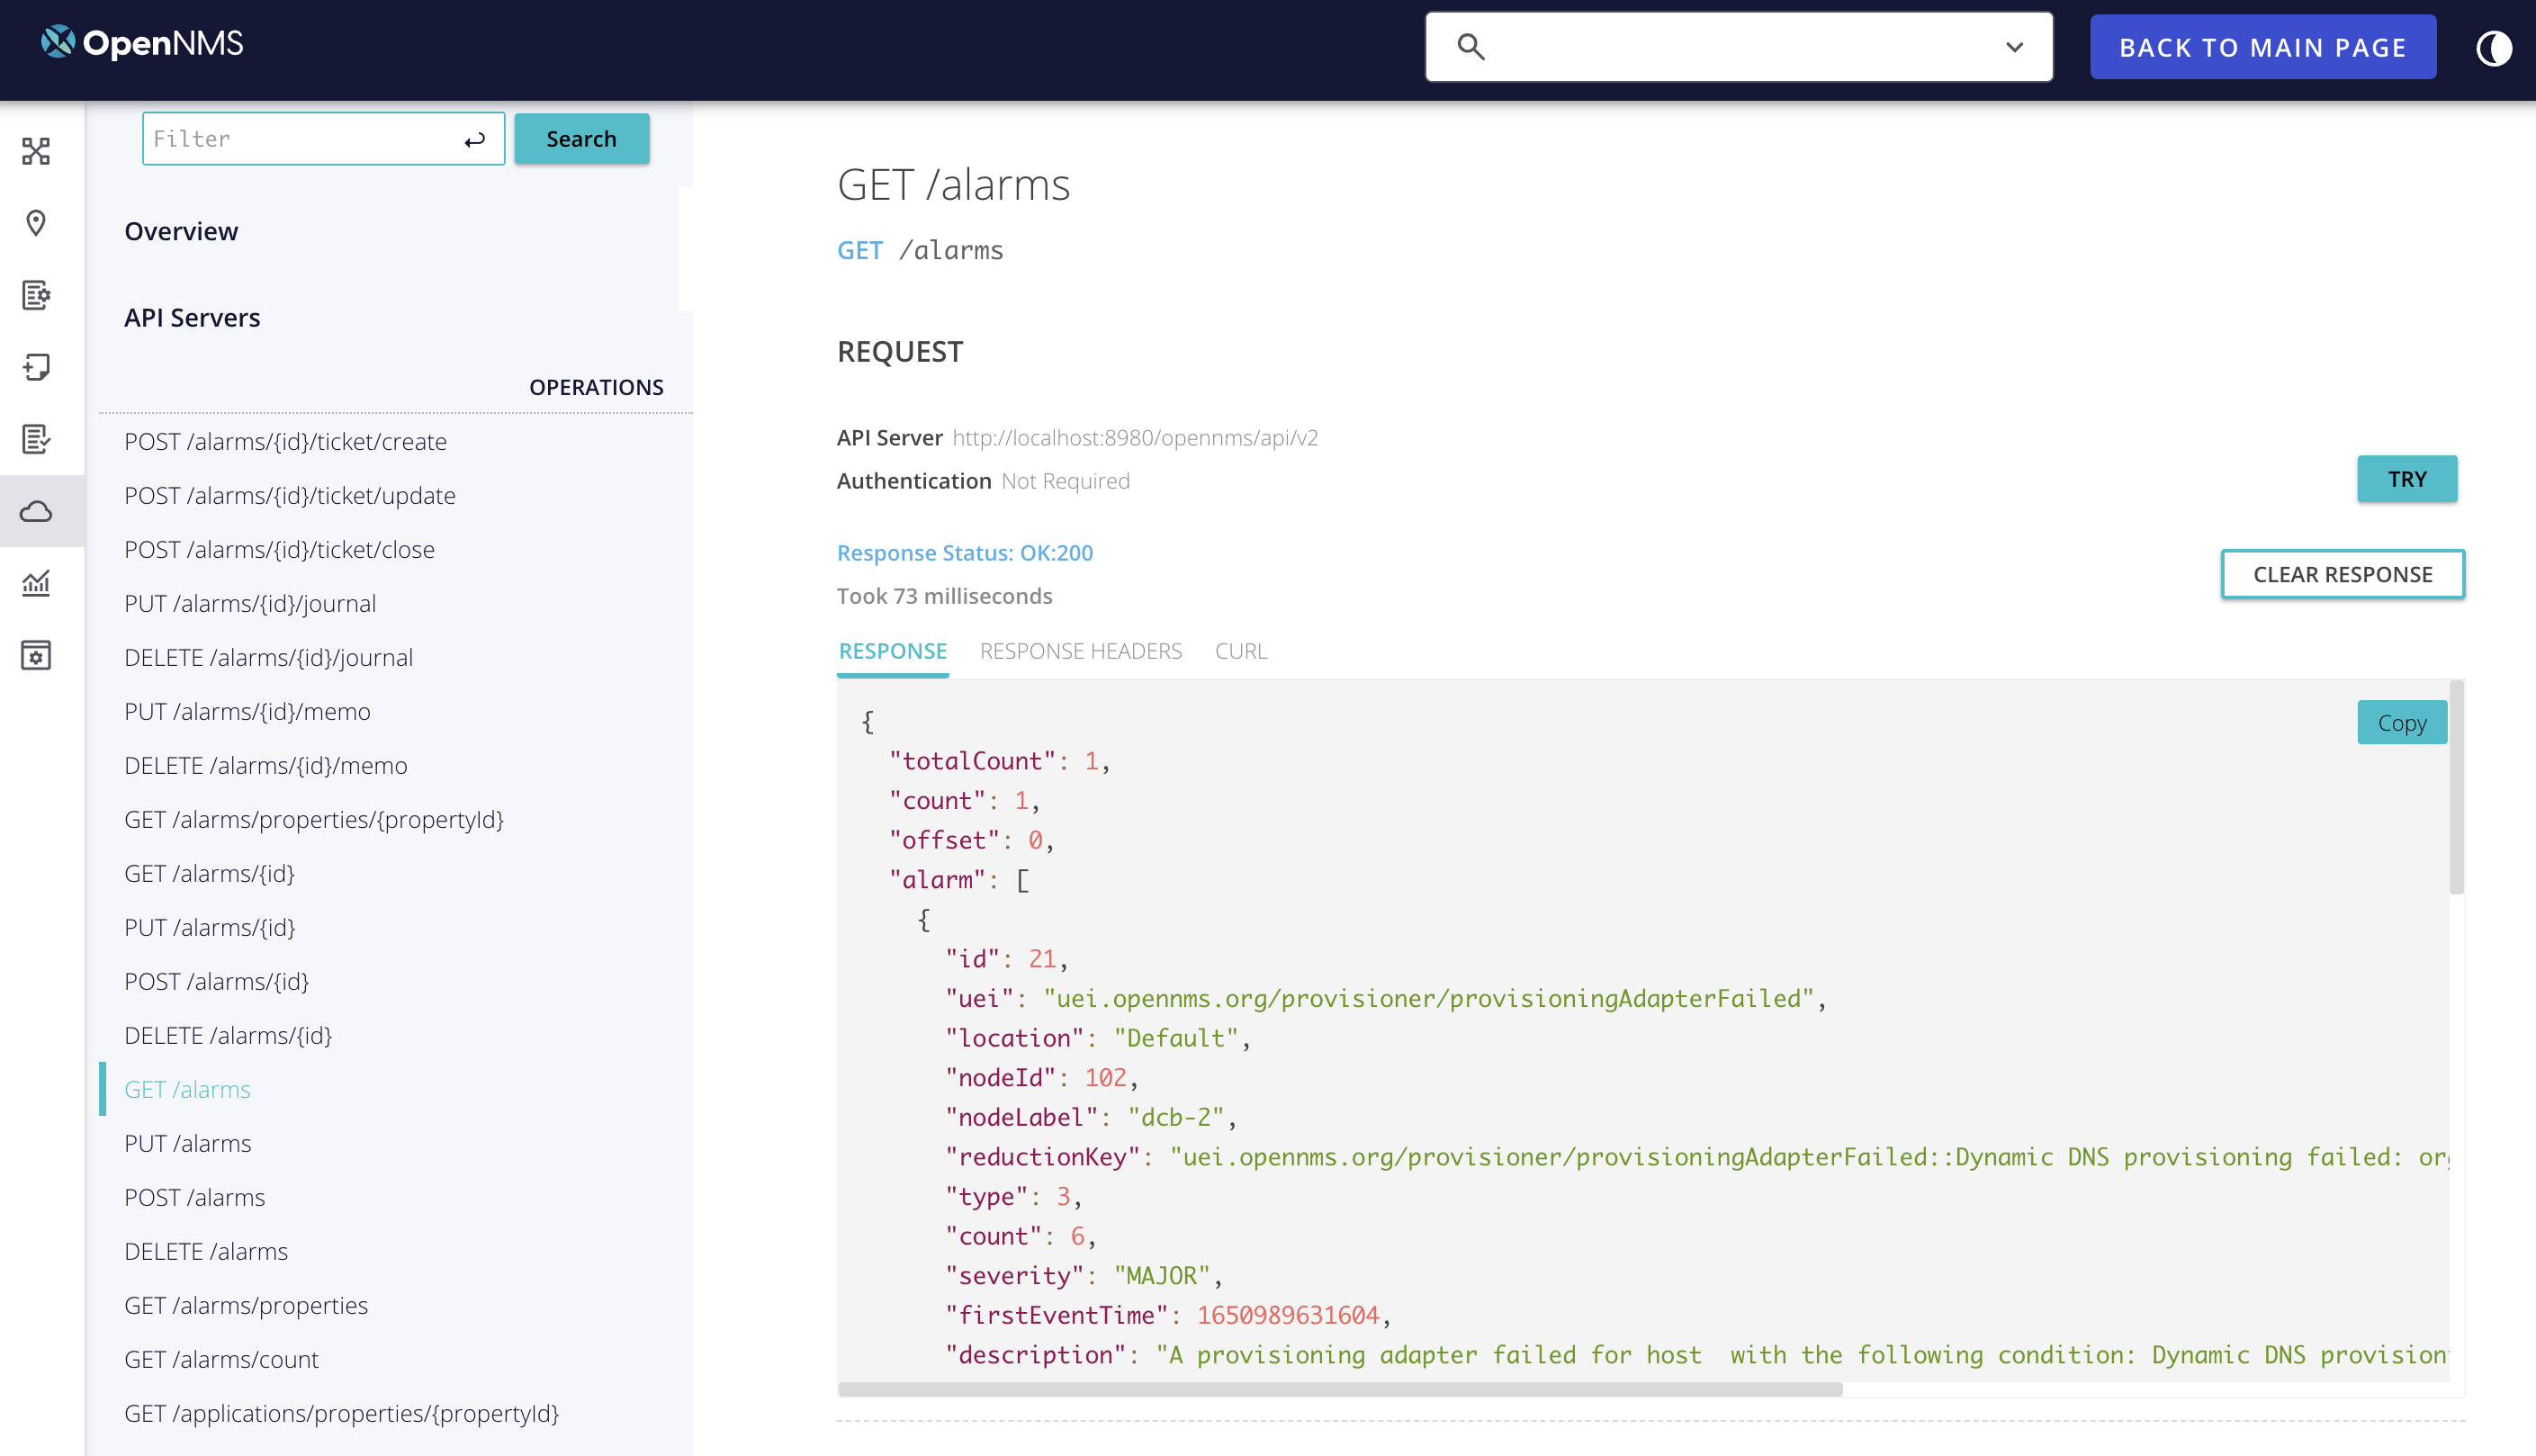 OpenNMS
BACK TO MAIN PAGE
Filter
Search
Overview
API Servers
OPERATIONS
POST /alarms/{id}/ticket/create
POST /alarms/{id}/ticket/update
POST /alarms/{id}/ticket/close
PUT /alarms/{id}/journal
DELETE /alarms/{id}/journal
PUT /alarms/{id}/memo
DELETE /alarms/{id}/memo
GET /alarms/properties/{propertyId}
GET /alarms/{id}
PUT /alarms/{id}
POST /alarms/{id}
DELETE /alarms/{id}
GET /alarms
PUT /alarms
POST /alarms
DELETE /alarms
GET /alarms/properties
GET /alarms/count
GET /applications/properties/{propertyId}
GET /alarms
GET /alarms
REQUEST
API Server http://localhost:8980/opennms/api/v2
Authentication Not Required
TRY
Response Status: OK:200
Took 73 milliseconds
CLEAR RESPONSE
RESPONSE RESPONSE HEADERS CURL
Copy
{
"totalCount": 1,
"count": 1,
"offset": 0,
"alarm": [
{
"id": 21,
"uei": "uei.opennms.org/provisioner/provisioningAdapterFailed",
"location": "Default",
"nodeId": 102,
"nodeLabel": "dcb-2",
"reductionKey": "uei.opennms.org/provisioner/provisioningAdapterFailed::Dynamic DNS provisioning failed: org
"type": 3,
"count": 6,
"severity": "MAJOR",
"firstEventTime": 1650989631604,
"description": "A provisioning adapter failed for host  with the following condition: Dynamic DNS provision